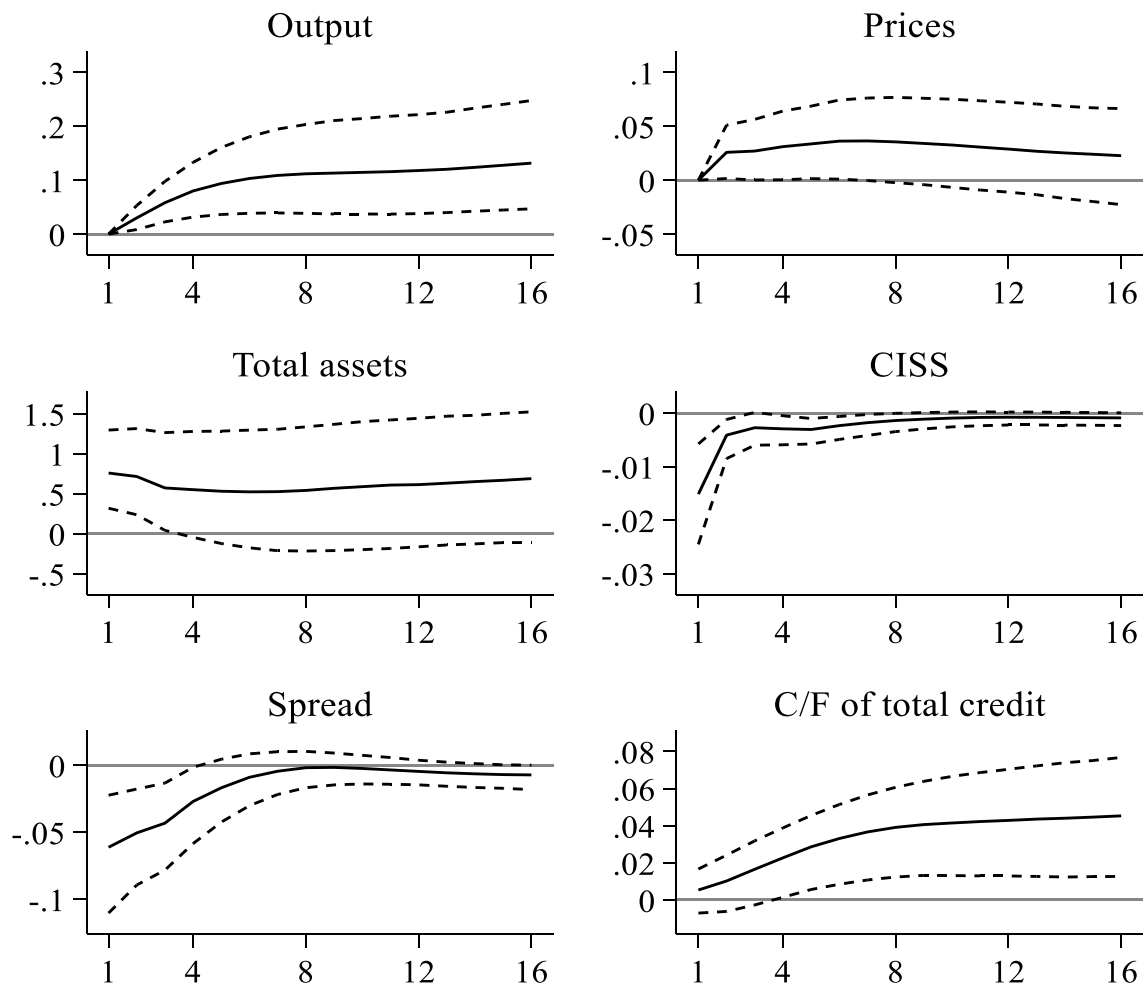 Output
.3
.2
.1
0
1 4 8 12 16
Prices
.1
.05
0
-.05
1 4 8 12 16
Total assets
1.5
1
.5
0
-.5
1 4 8 12 16
CISS
0
-.01
-.02
-.03
1 4 8 12 16
Spread
0
-.05
-.1
1 4 8 12 16
C/F of total credit
.08
.06
.04
.02
0
1 4 8 12 16